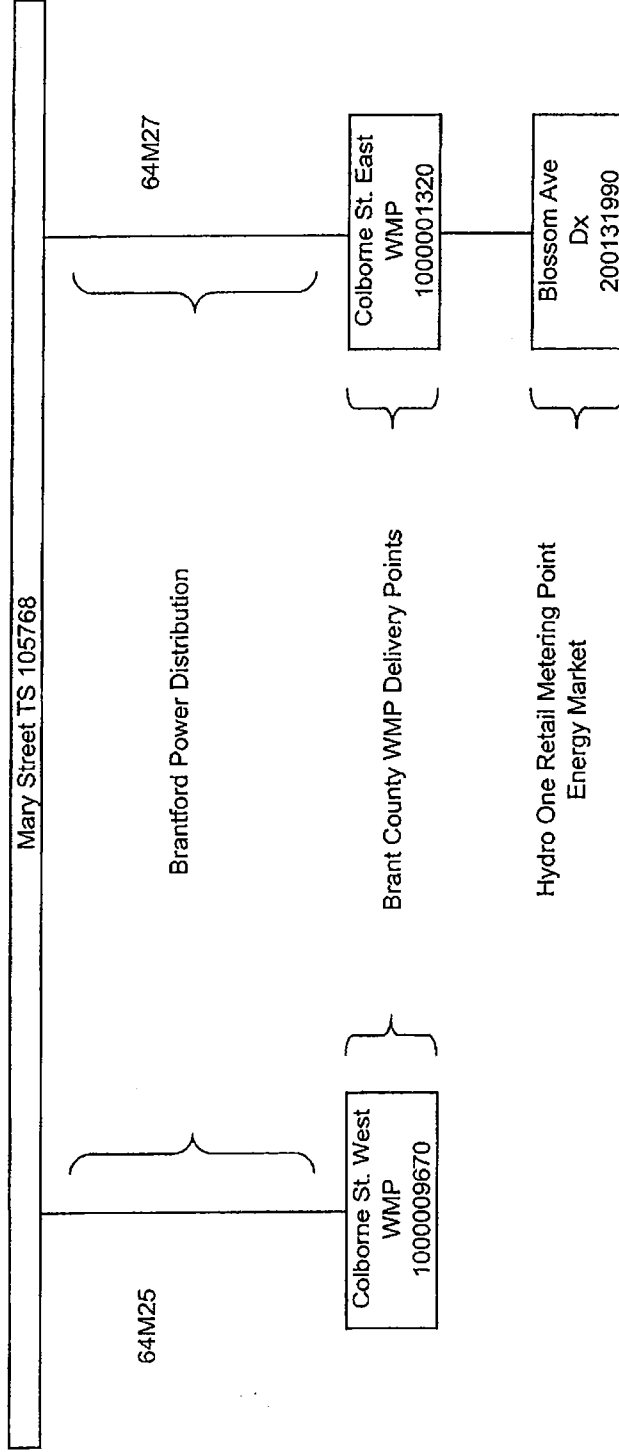 Mary Street TS 105768
64M25
64M27
Brantford Power Distribution
Colborne St. West
WMP
1000009670
Brant County WMP Delivery Points
Colborne St. East
WMP
1000001320
Hydro One Retail Metering Point
Energy Market
Blossom Ave
Dx
200131990